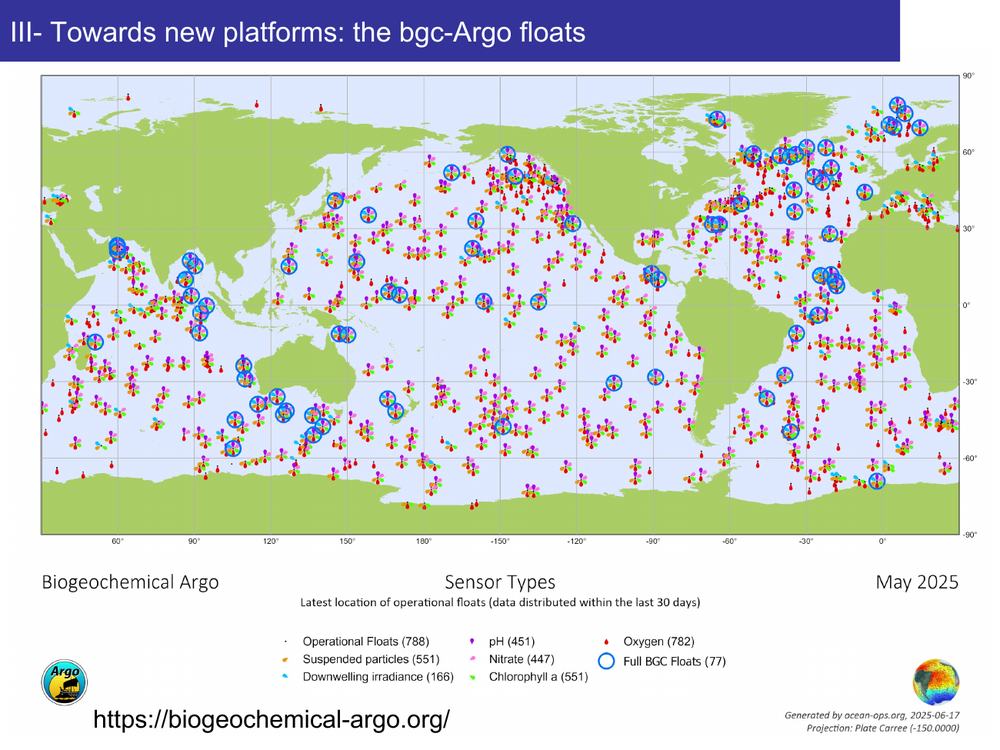 III- Towards new platforms: the bgc-Argo floats
90°
60°
30°
0°
-30°
-60°
-90°
60° 90° 120° 150° 180° -150° -120° -90° -60° -30° 0°
Biogeochemical Argo Sensor Types May 2025
Latest location of operational floats (data distributed within the last 30 days)
Operational Floats (788) pH (451) Oxygen (782)
Suspended particles (551) Nitrate (447) Full BGC Floats (77)
Downwelling irradiance (166) Chlorophyll a (551)
Argo
https://biogeochemical-argo.org/
Generated by ocean-ops.org, 2025-06-17
Projection: Plate Carree (-150.0000)